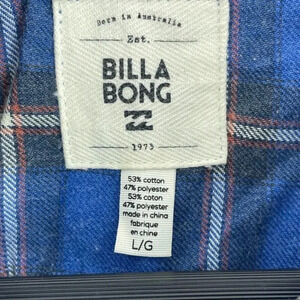 Born in Australia
Est.
BILLA
BONG
1973
53% cotton
47% polyester
53% coton
47% polyester
made in china
fabrique
en chine
L/G